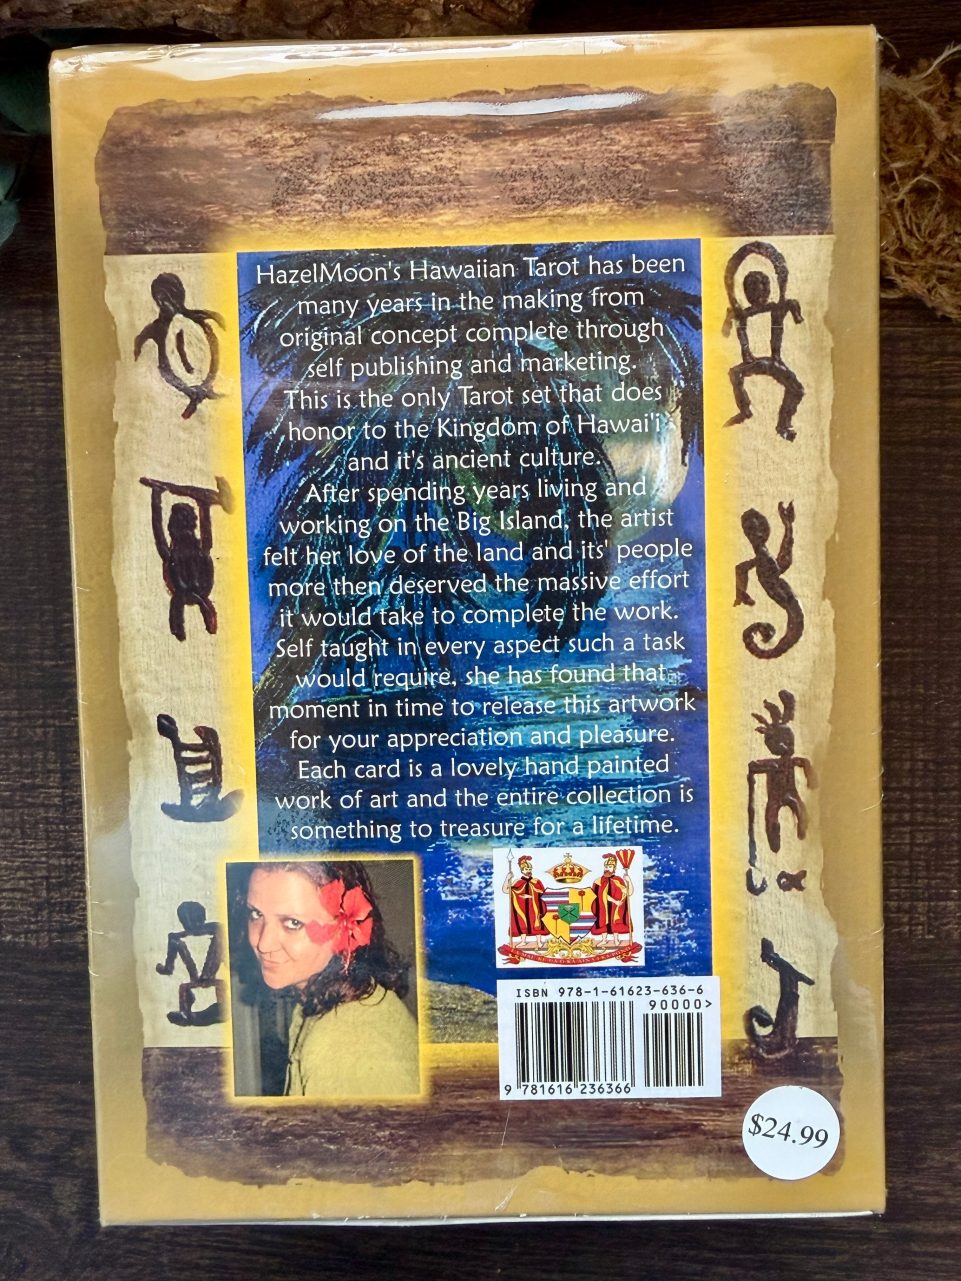 HazelMoon's Hawaiian Tarot has been
many years in the making from
original concept complete through
self publishing and marketing.
This is the only Tarot set that does
honor to the Kingdom of Hawai'i
and it's ancient culture.
After spending years living and
working on the Big Island, the artist
felt her love of the land and its' people
more then deserved the massive effort
it would take to complete the work.
Self taught in every aspect such a task
would require, she has found that
moment in time to release this artwork
for your appreciation and pleasure.
Each card is a lovely hand painted
work of art and the entire collection is
something to treasure for a lifetime.
ISBN 978-1-61623-636-6
90000>
9 781616 236366
$24.99